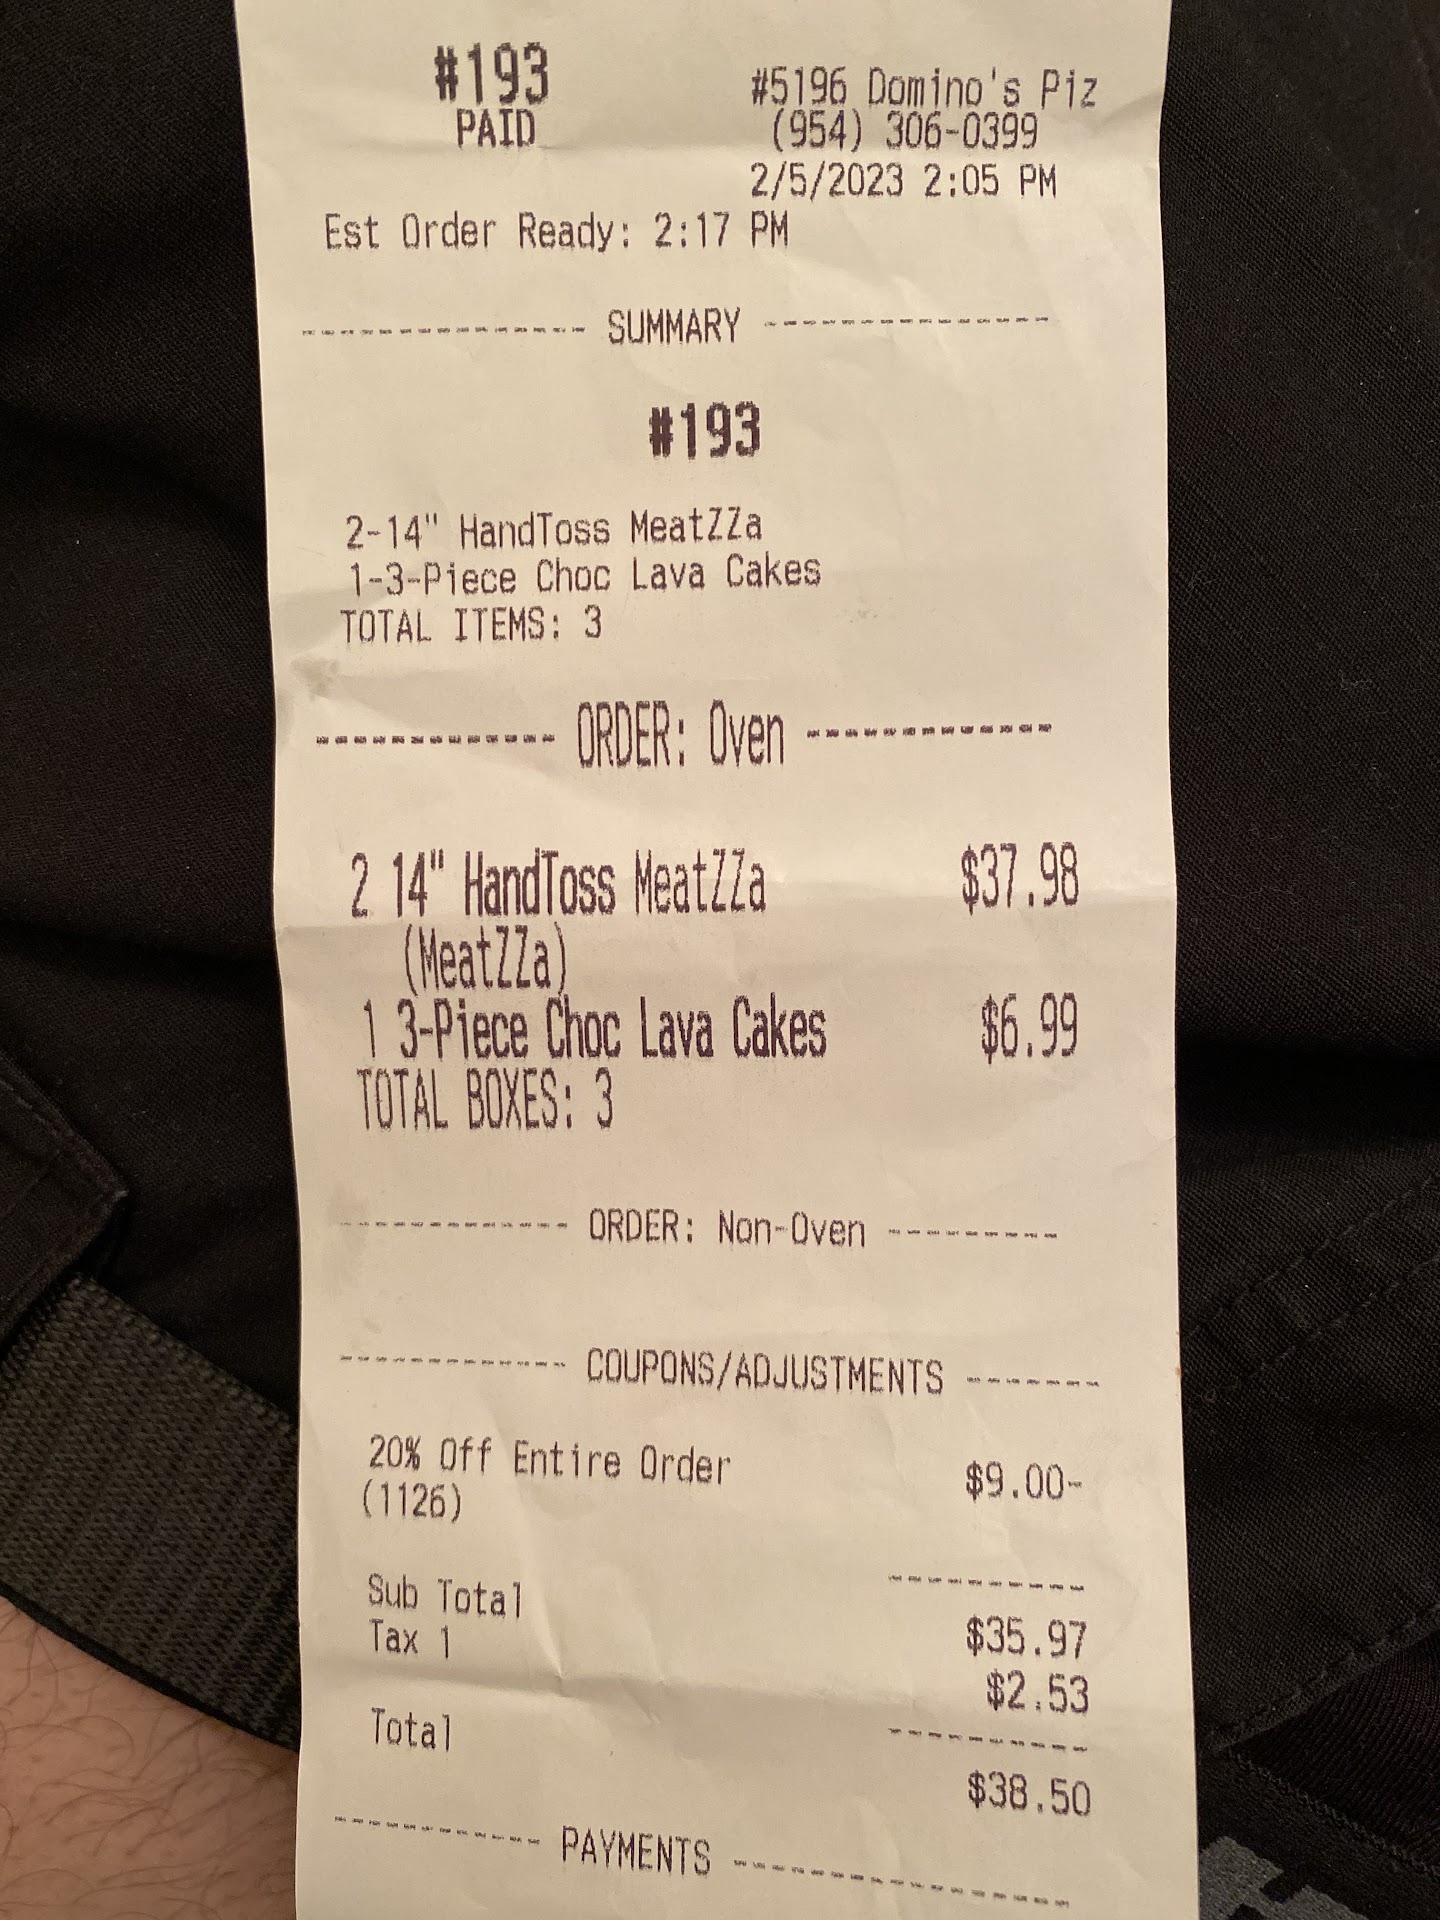 #193
PAID
#5196 Domino's Piz
(954) 306-0399
2/5/2023 2:05 PM
Est Order Ready: 2:17 PM
------------- SUMMARY -------------
#193
2-14" HandToss MeatZZa
1-3-Piece Choc Lava Cakes
TOTAL ITEMS: 3
------------- ORDER: Oven -------------
2 14" HandToss MeatZZa $37.98
(MeatZZa)
1 3-Piece Choc Lava Cakes $6.99
TOTAL BOXES: 3
------------- ORDER: Non-Oven ----------
------------- COUPONS/ADJUSTMENTS -------
20% Off Entire Order $9.00-
(1126)
----------
Sub Total $35.97
Tax 1 $2.53
----------
Total $38.50
----------- PAYMENTS -----------------